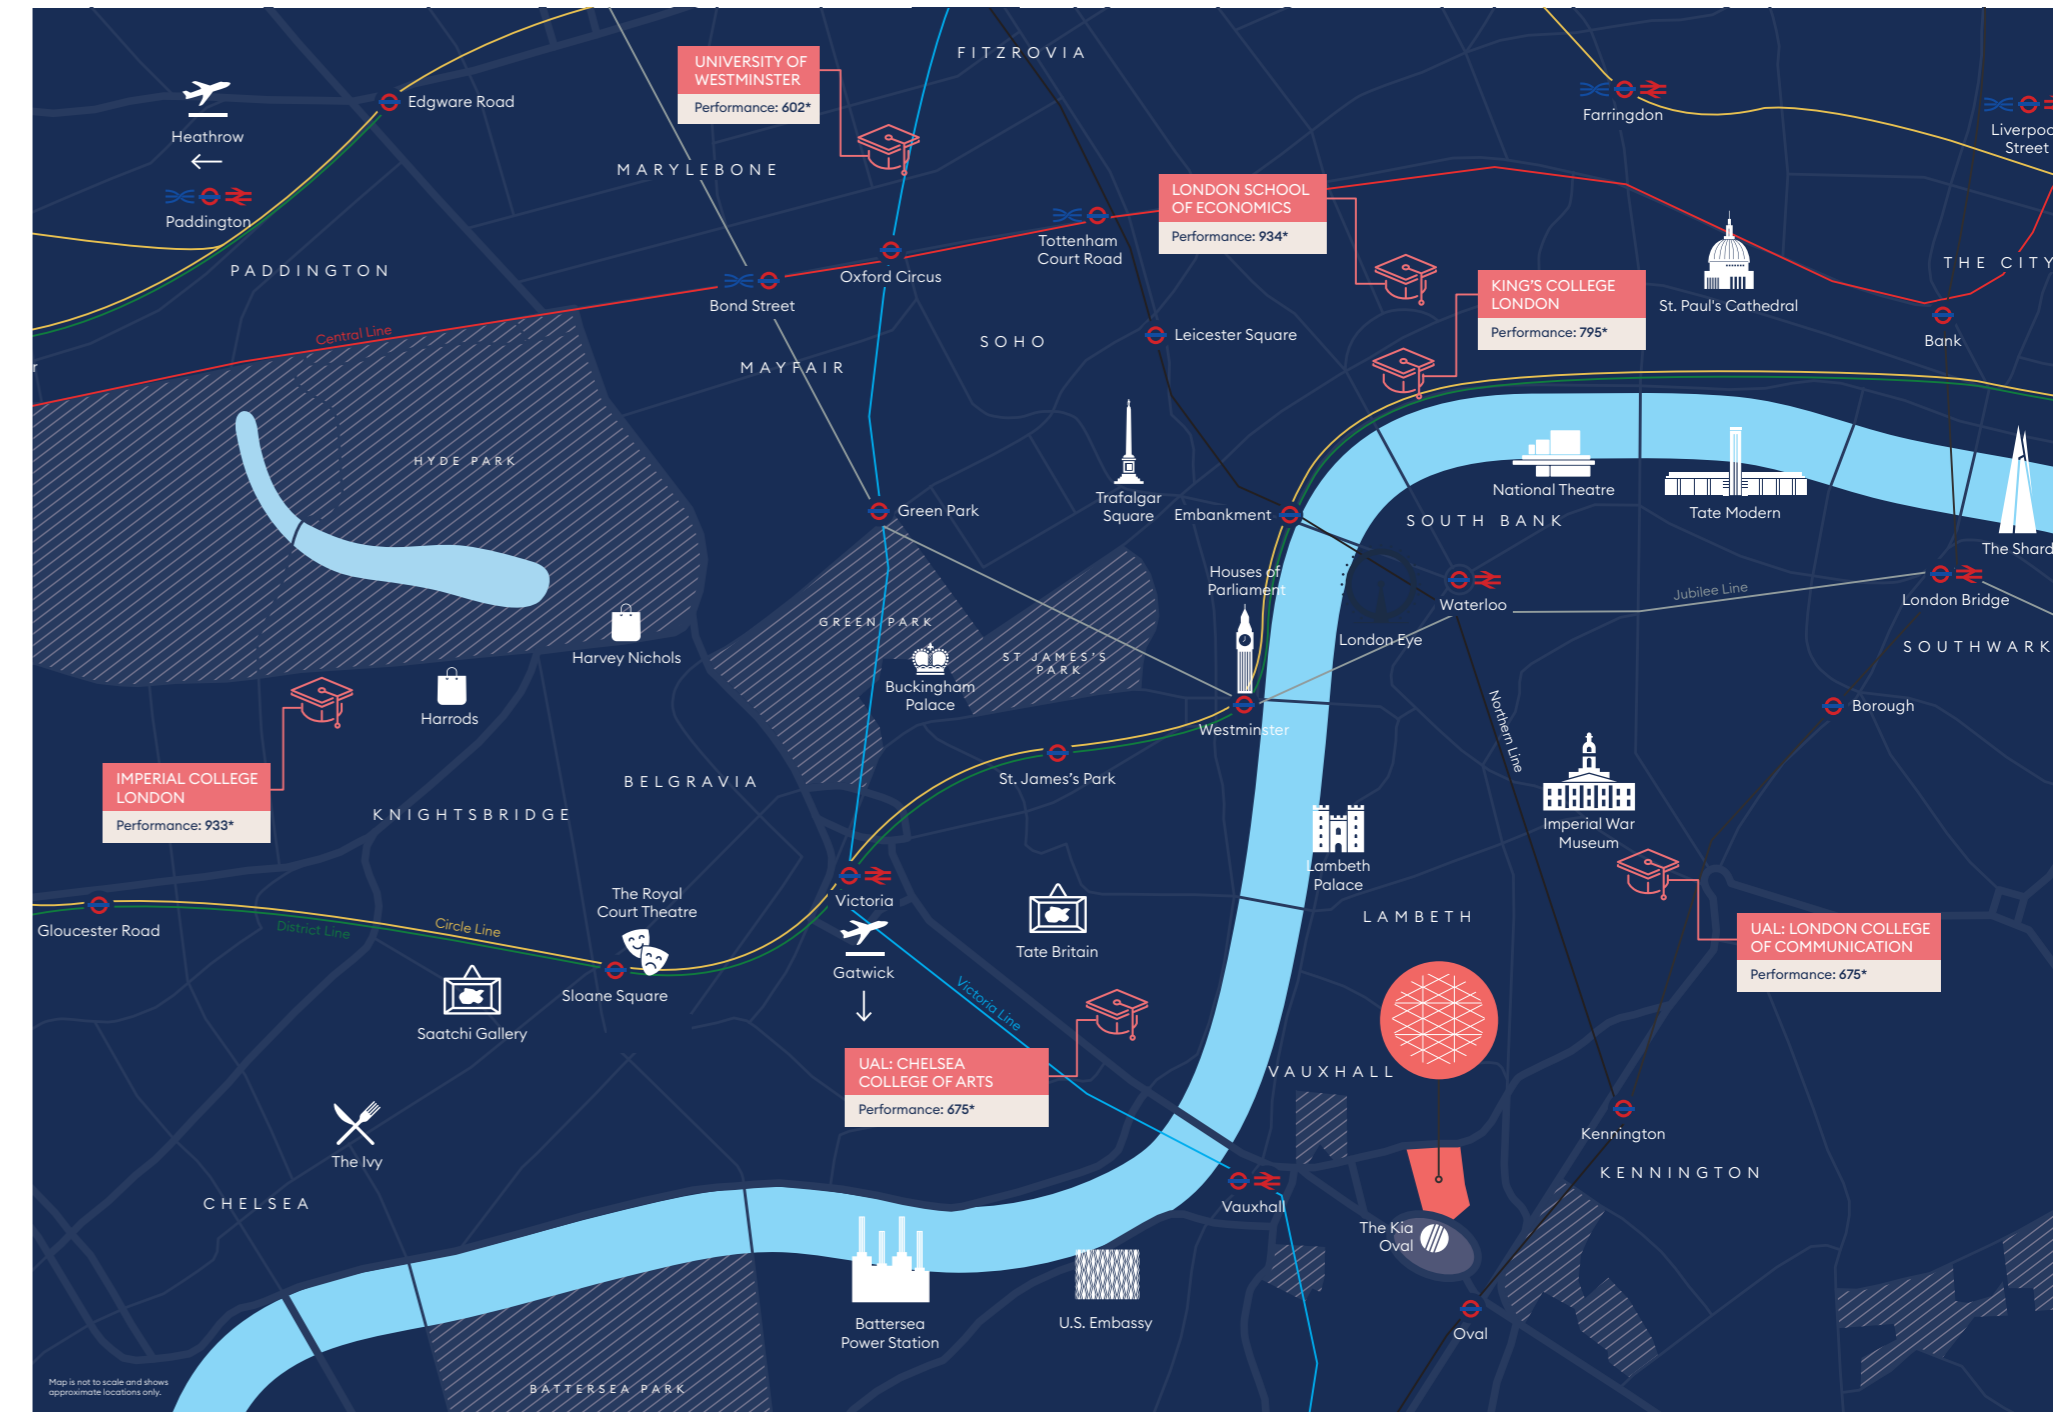 FITZROVIA
UNIVERSITY OF
WESTMINSTER
Performance: 602*
Edgware Road
Heathrow
Farringdon
Liverpoo
Street
MARYLEBONE
LONDON SCHOOL
OF ECONOMICS
Performance: 934*
Paddington
PADDINGTON
Tottenham
Court Road
Oxford Circus
Bond Street
THE CITY
KING'S COLLEGE
LONDON
Performance: 795*
St. Paul's Cathedral
Central Line
SOHO
Leicester Square
Bank
r
MAYFAIR
HYDE PARK
National Theatre
Trafalgar
Square
Embankment
Green Park
SOUTH BANK
Tate Modern
The Shard
Houses of
Parliament
Waterloo
Jubilee Line
London Bridge
GREEN PARK
London Eye
SOUTHWARK
Harvey Nichols
ST JAMES'S
PARK
Buckingham
Palace
Harrods
Borough
Westminster
Northern Line
IMPERIAL COLLEGE
LONDON
Performance: 933*
St. James's Park
BELGRAVIA
KNIGHTSBRIDGE
Imperial War
Museum
Lambeth
Palace
The Royal
Court Theatre
Victoria
LAMBETH
Gloucester Road
District Line
Circle Line
UAL: LONDON COLLEGE
OF COMMUNICATION
Performance: 675*
Tate Britain
Gatwick
Sloane Square
Victoria Line
Saatchi Gallery
UAL: CHELSEA
COLLEGE OF ARTS
Performance: 675*
VAUXHALL
Kennington
The Ivy
KENNINGTON
CHELSEA
Vauxhall
The Kia
Oval
U.S. Embassy
Battersea
Power Station
Oval
Map is not to scale and shows
approximate locations only.
BATTERSEA PARK